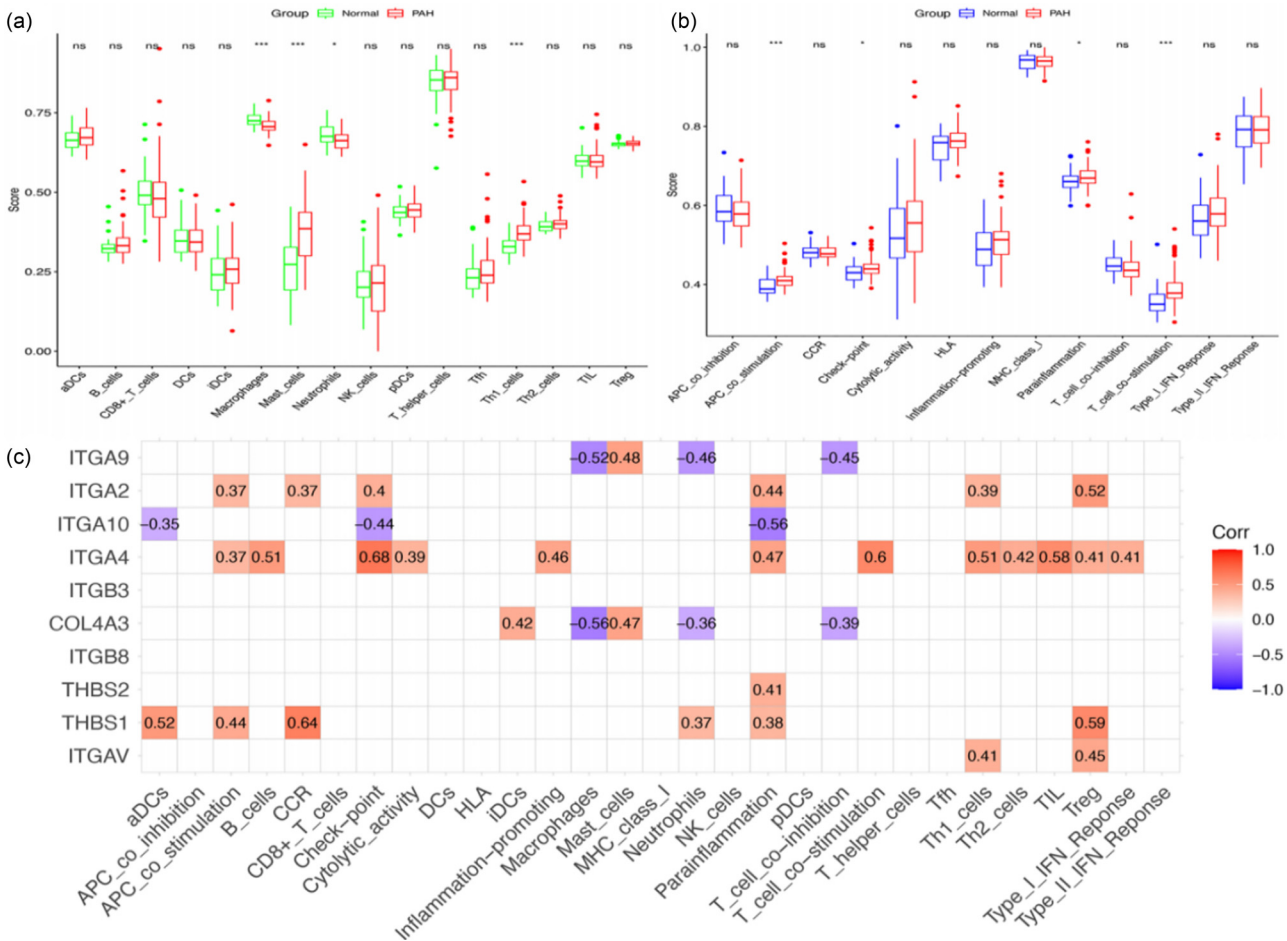 (a)
Group Normal PAH
ns ns ns ns ns *** *** * ns ns ns ns *** ns ns ns
Score
0.75
0.50
0.25
0.00
aDCs
B_cells
CD8+_T_cells
DCs
iDCs
Macrophages
Mast_cells
Neutrophils
NK_cells
pDCs
T_helper_cells
Tfh
Th1_cells
Th2_cells
TIL
Treg
(b)
Group Normal PAH
ns *** ns * ns ns ns ns * ns *** ns ns
Score
1.0
0.8
0.6
0.4
APC_co_inhibition
APC_co_stimulation
CCR
Check-point
Cytolytic_activity
HLA
Inflammation-promoting
MHC_class_I
Parainflammation
T_cell_co-inhibition
T_cell_co-stimulation
Type_I_IFN_Reponse
Type_II_IFN_Reponse
(c)
ITGA9 −0.52 0.48 −0.46 −0.45
ITGA2 0.37 0.37 0.4 0.44 0.39 0.52
ITGA10 −0.35 −0.44 −0.56
ITGA4 0.37 0.51 0.68 0.39 0.46 0.47 0.6 0.51 0.42 0.58 0.41 0.41
ITGB3
COL4A3 0.42 −0.56 0.47 −0.36 −0.39
ITGB8
THBS2 0.41
THBS1 0.52 0.44 0.64 0.37 0.38 0.59
ITGAV 0.41 0.45
aDCs
APC_co_inhibition
APC_co_stimulation
B_cells
CCR
CD8+_T_cells
Check−point
Cytolytic_activity
DCs
HLA
iDCs
Inflammation−promoting
Macrophages
Mast_cells
MHC_class_I
Neutrophils
NK_cells
Parainflammation
pDCs
T_cell_co−inhibition
T_cell_co−stimulation
T_helper_cells
Tfh
Th1_cells
Th2_cells
TIL
Treg
Type_I_IFN_Reponse
Type_II_IFN_Reponse
Corr
1.0
0.5
0.0
−0.5
−1.0